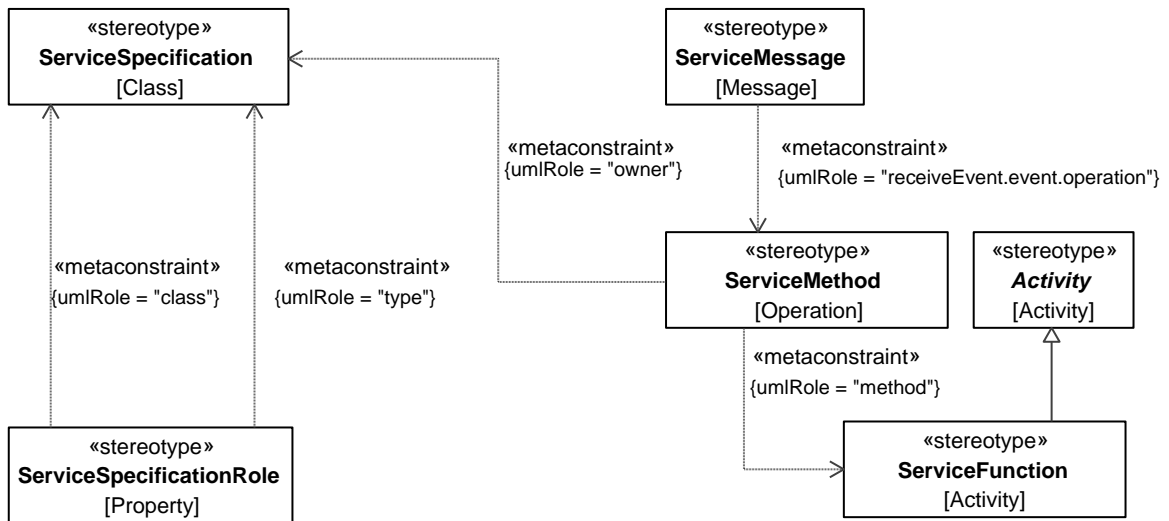 «stereotype»
ServiceSpecification
[Class]
«stereotype»
ServiceMessage
[Message]
«metaconstraint»
{umlRole = "owner"}
«metaconstraint»
{umlRole = "receiveEvent.event.operation"}
«stereotype»
ServiceMethod
[Operation]
«stereotype»
Activity
[Activity]
«metaconstraint»
{umlRole = "class"}
«metaconstraint»
{umlRole = "type"}
«metaconstraint»
{umlRole = "method"}
«stereotype»
ServiceSpecificationRole
[Property]
«stereotype»
ServiceFunction
[Activity]